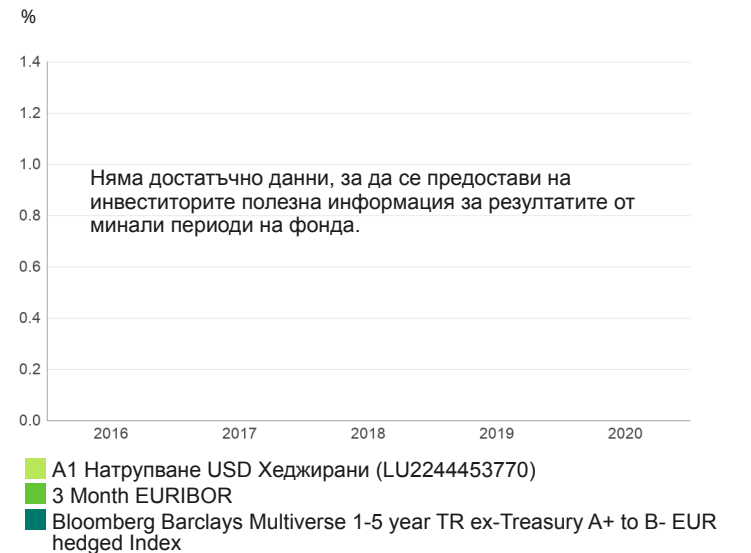 %
1.4
1.2
1.0
Няма достатъчно данни, за да се предостави на
инвеститорите полезна информация за резултатите от
минали периоди на фонда.
0.8
0.6
0.4
0.2
0.0
2016 2017 2018 2019 2020
A1 Натрупване USD Хеджирани (LU2244453770)
3 Month EURIBOR
Bloomberg Barclays Multiverse 1-5 year TR ex-Treasury A+ to B- EUR
hedged Index